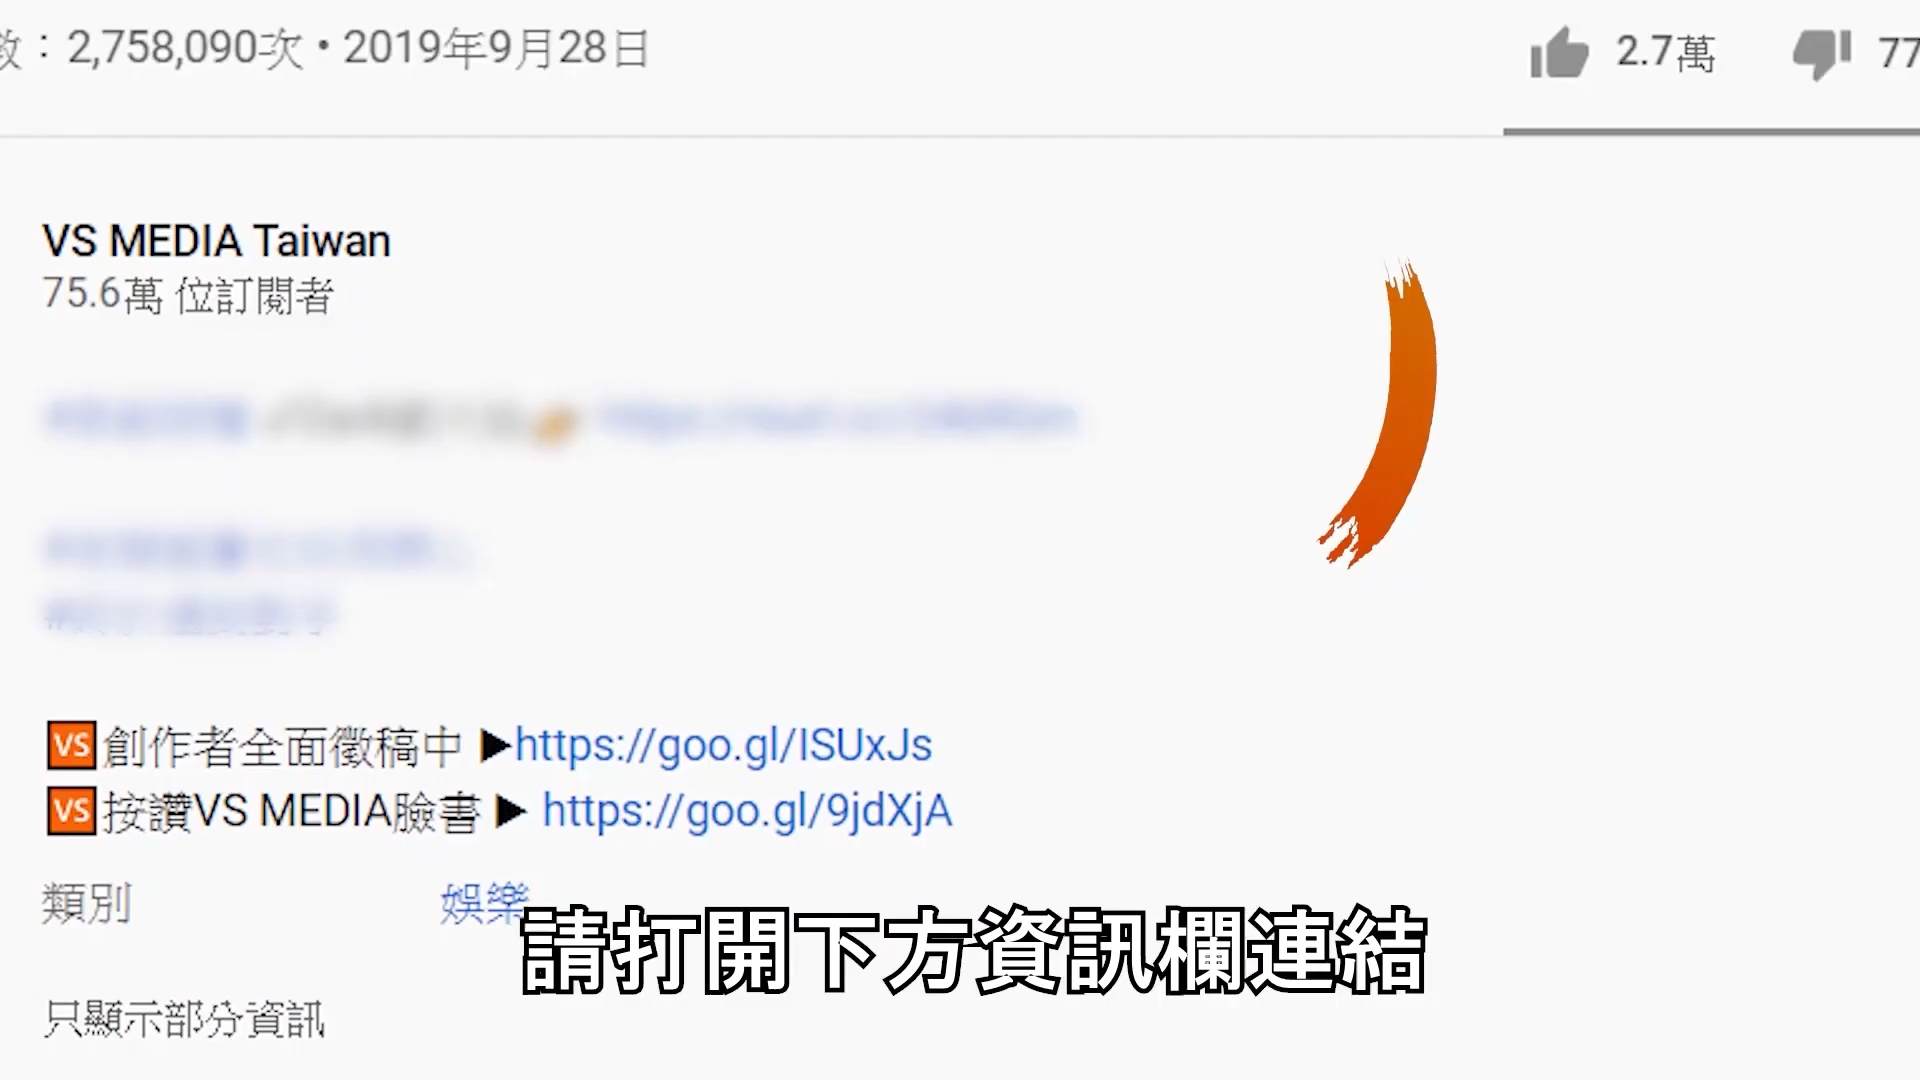 ：2,758,090次 • 2019年9月28日
2.7萬
77
VS MEDIA Taiwan
75.6萬 位訂閱者
VS創作者全面徵稿中 ▶https://goo.gl/ISUxJs
VS按讚VS MEDIA臉書 ▶ https://goo.gl/9jdXjA
類別 娛樂
請打開下方資訊欄連結
只顯示部分資訊